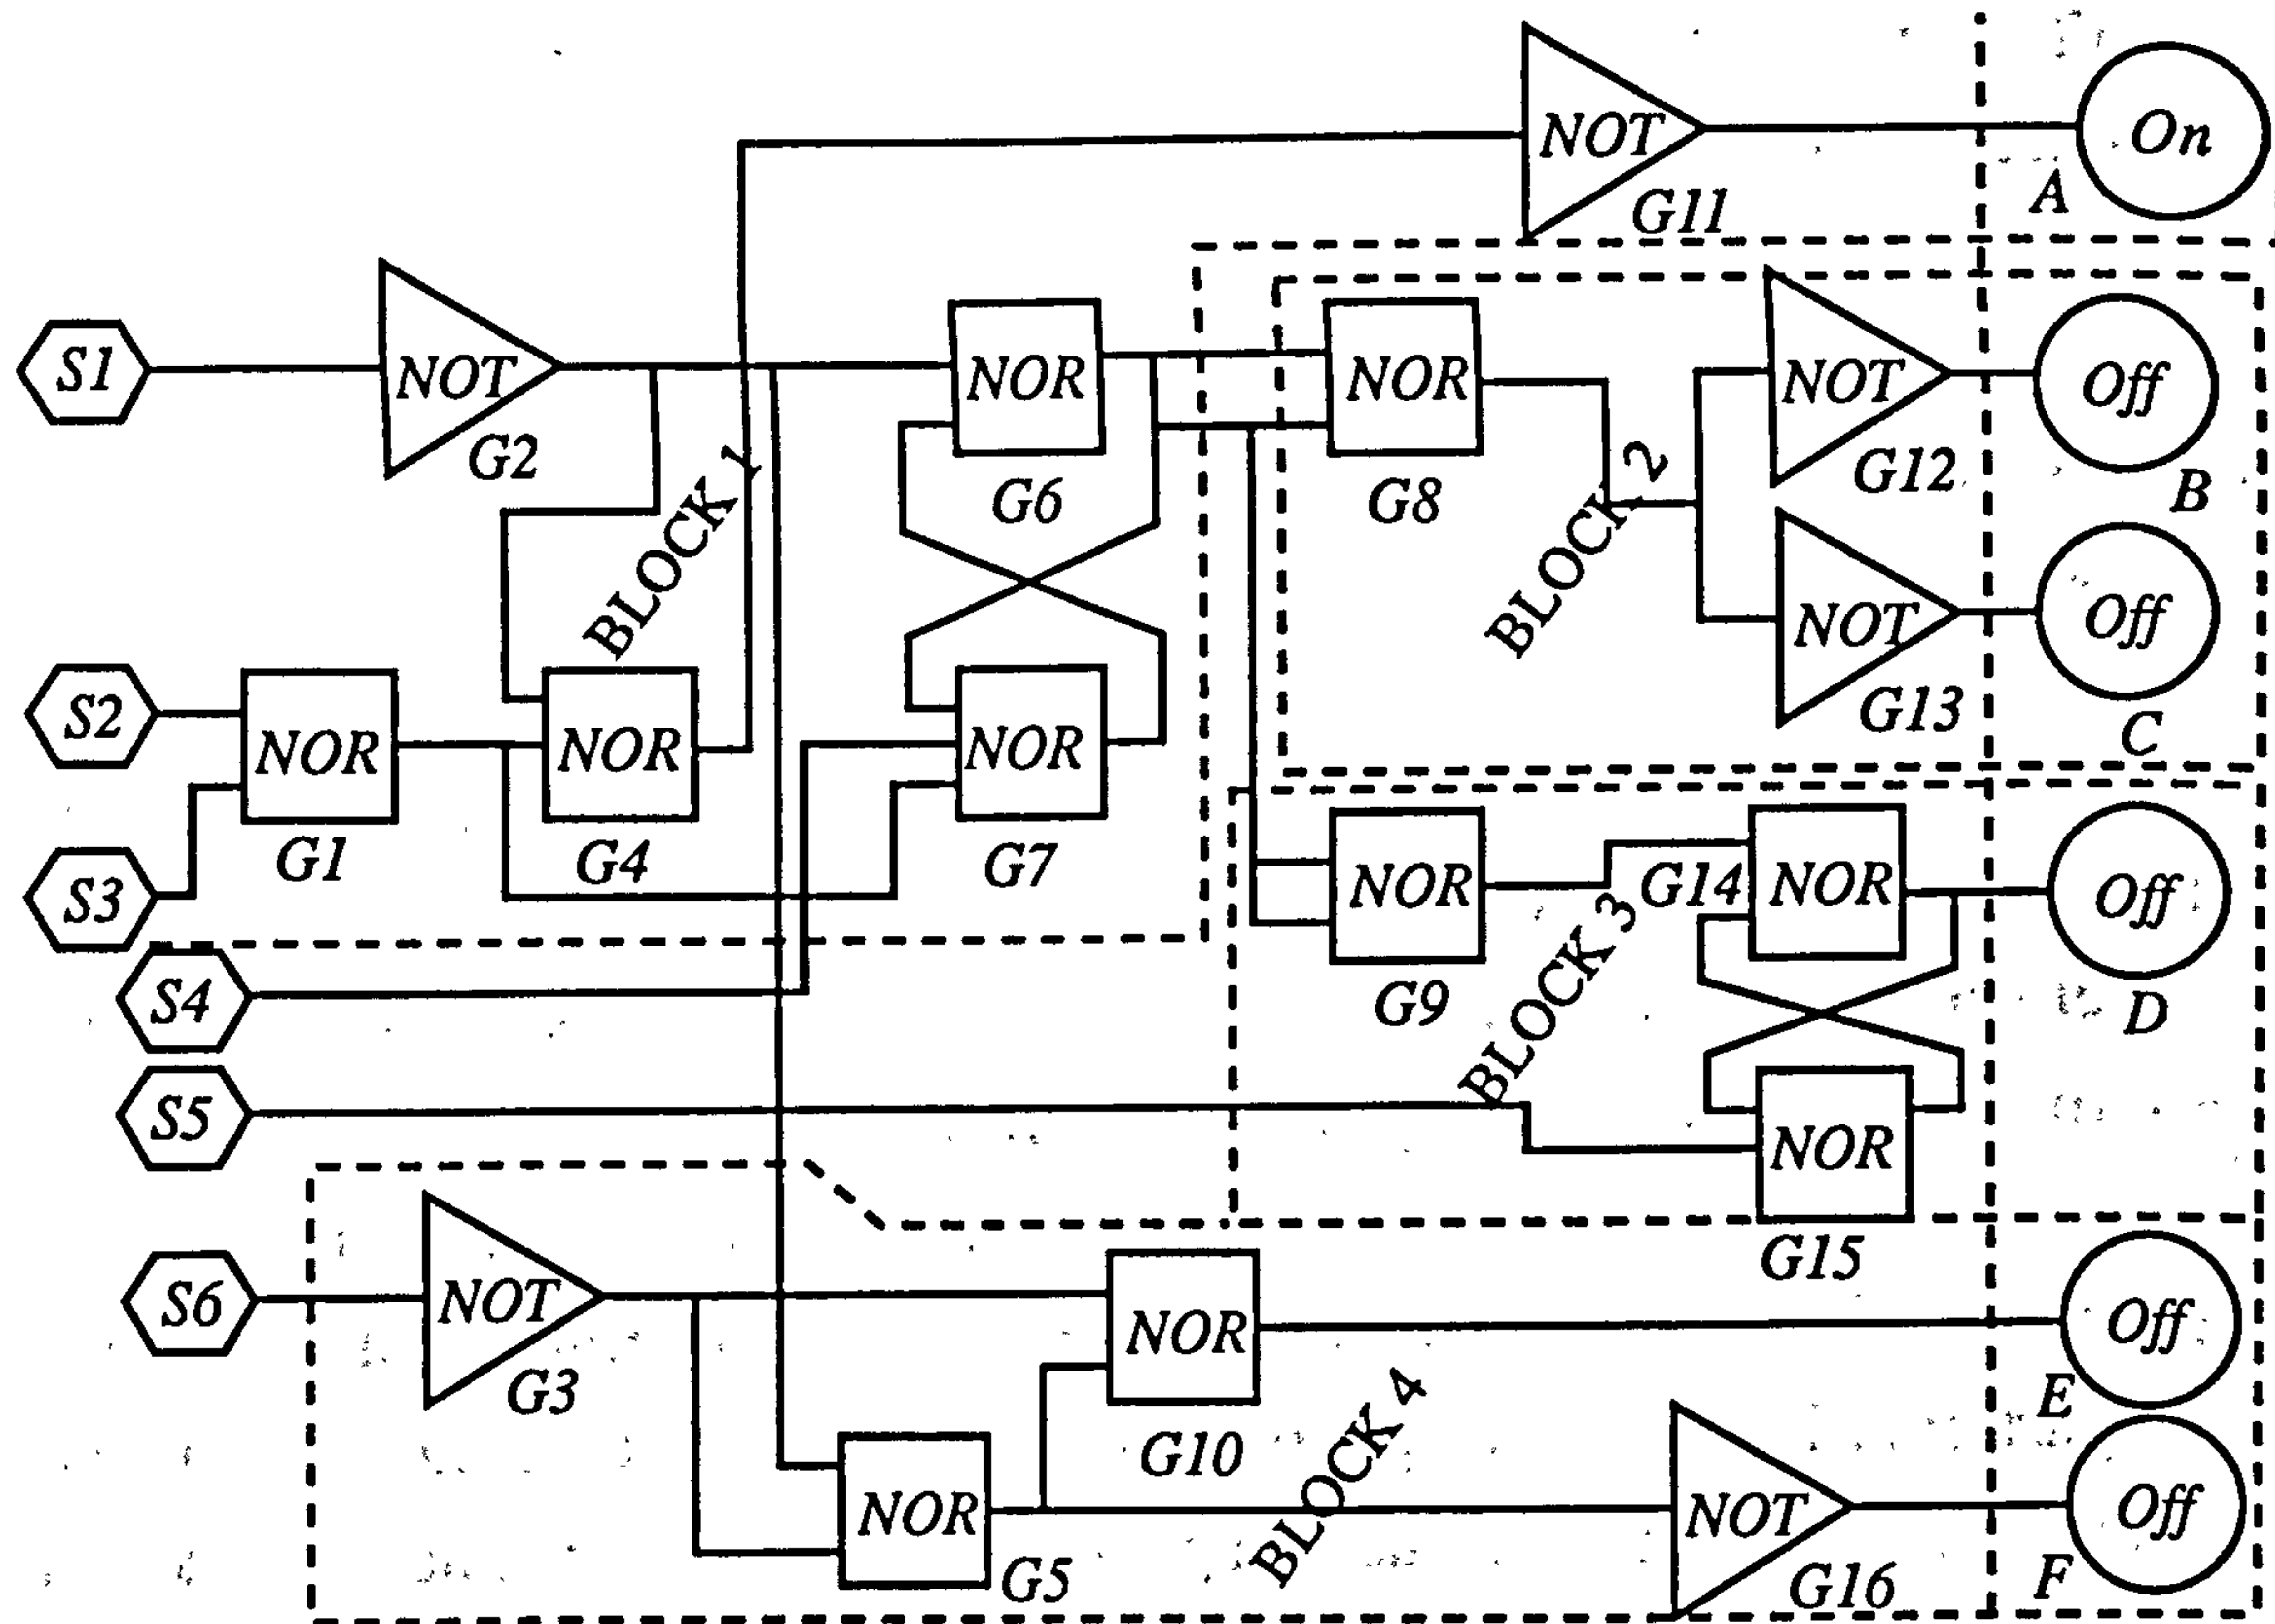 NOT
G11
On
A
S1
NOT
G2
NOR
G6
NOR
G8
NOT
G12
Off
B
BLOCK 1
BLOCK 2
NOT
G13
Off
C
S2
S3
NOR
G1
NOR
G4
NOR
G7
NOR
G9
G14
NOR
Off
D
S4
BLOCK 3
S5
NOR
G15
S6
NOT
G3
NOR
G10
Off
E
BLOCK 4
NOR
G5
NOT
G16
Off
F